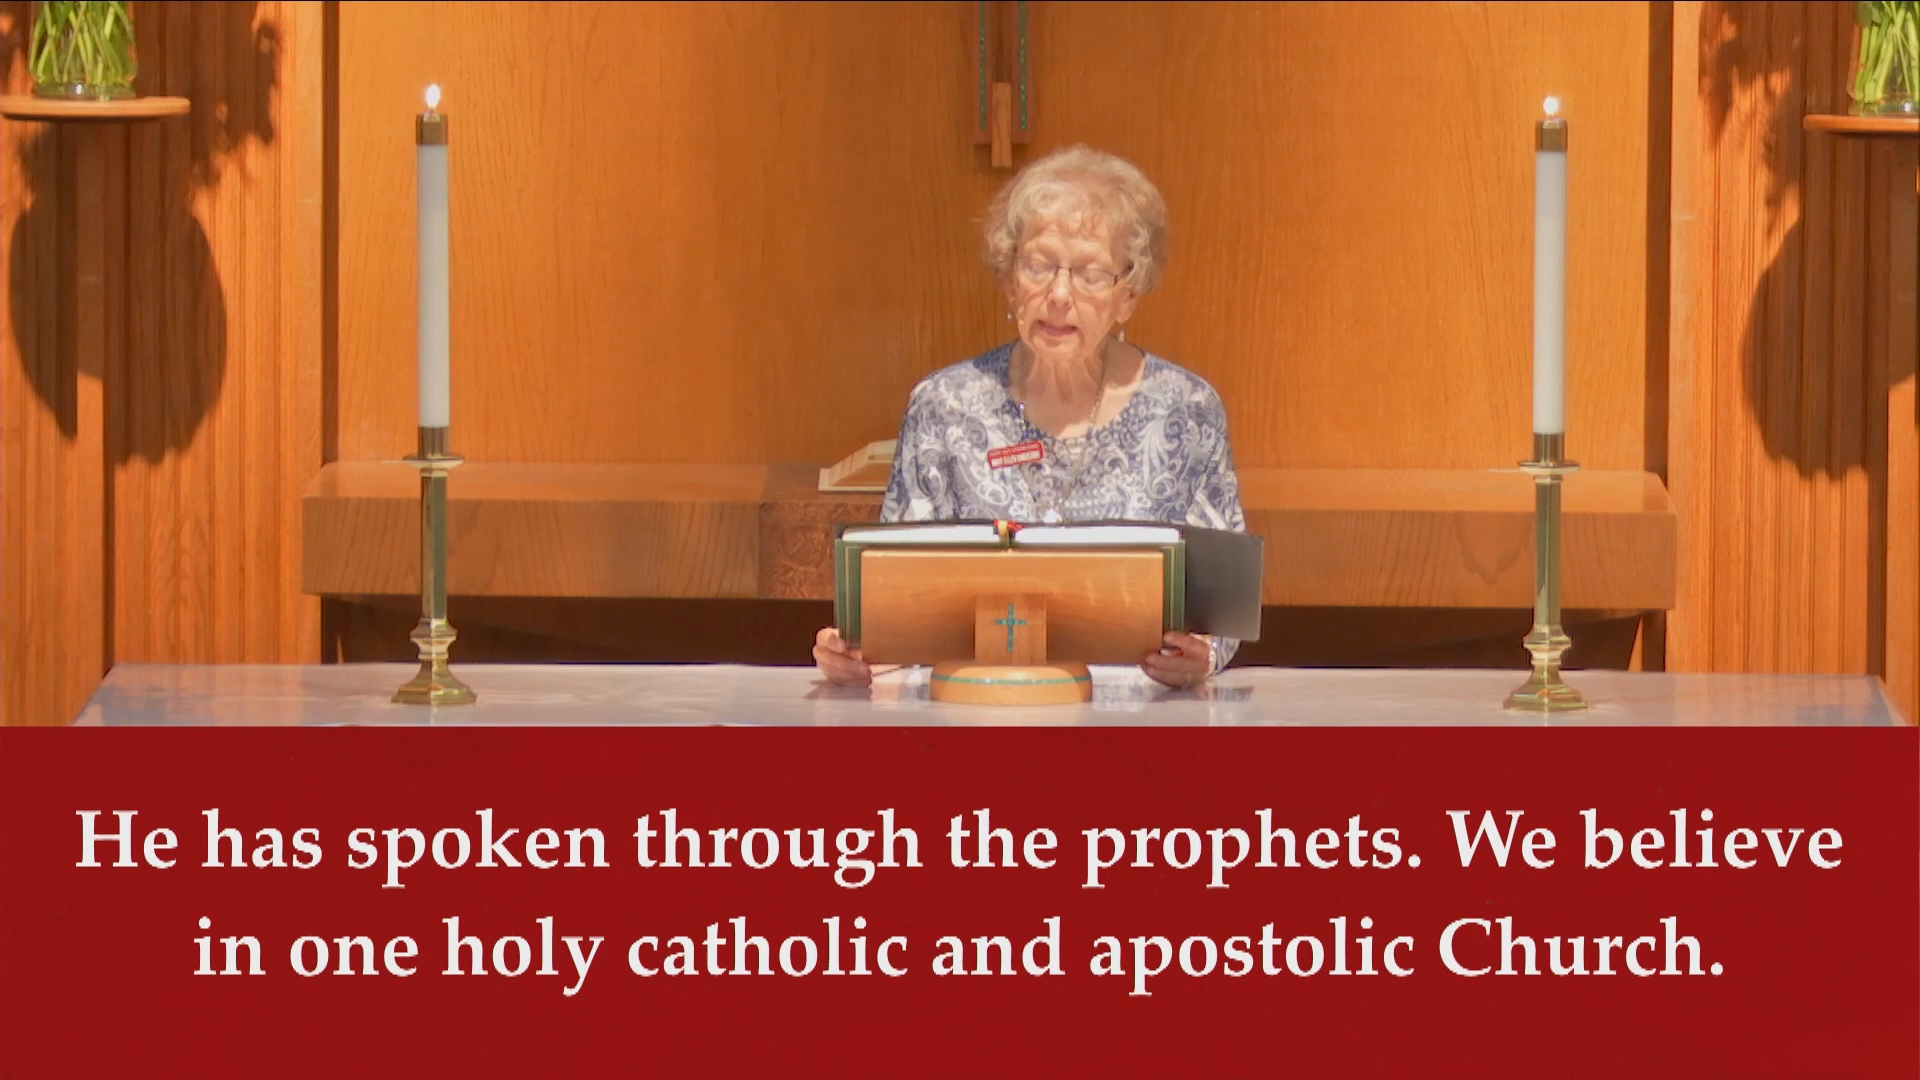 He has spoken through the prophets. We believe
in one holy catholic and apostolic Church.